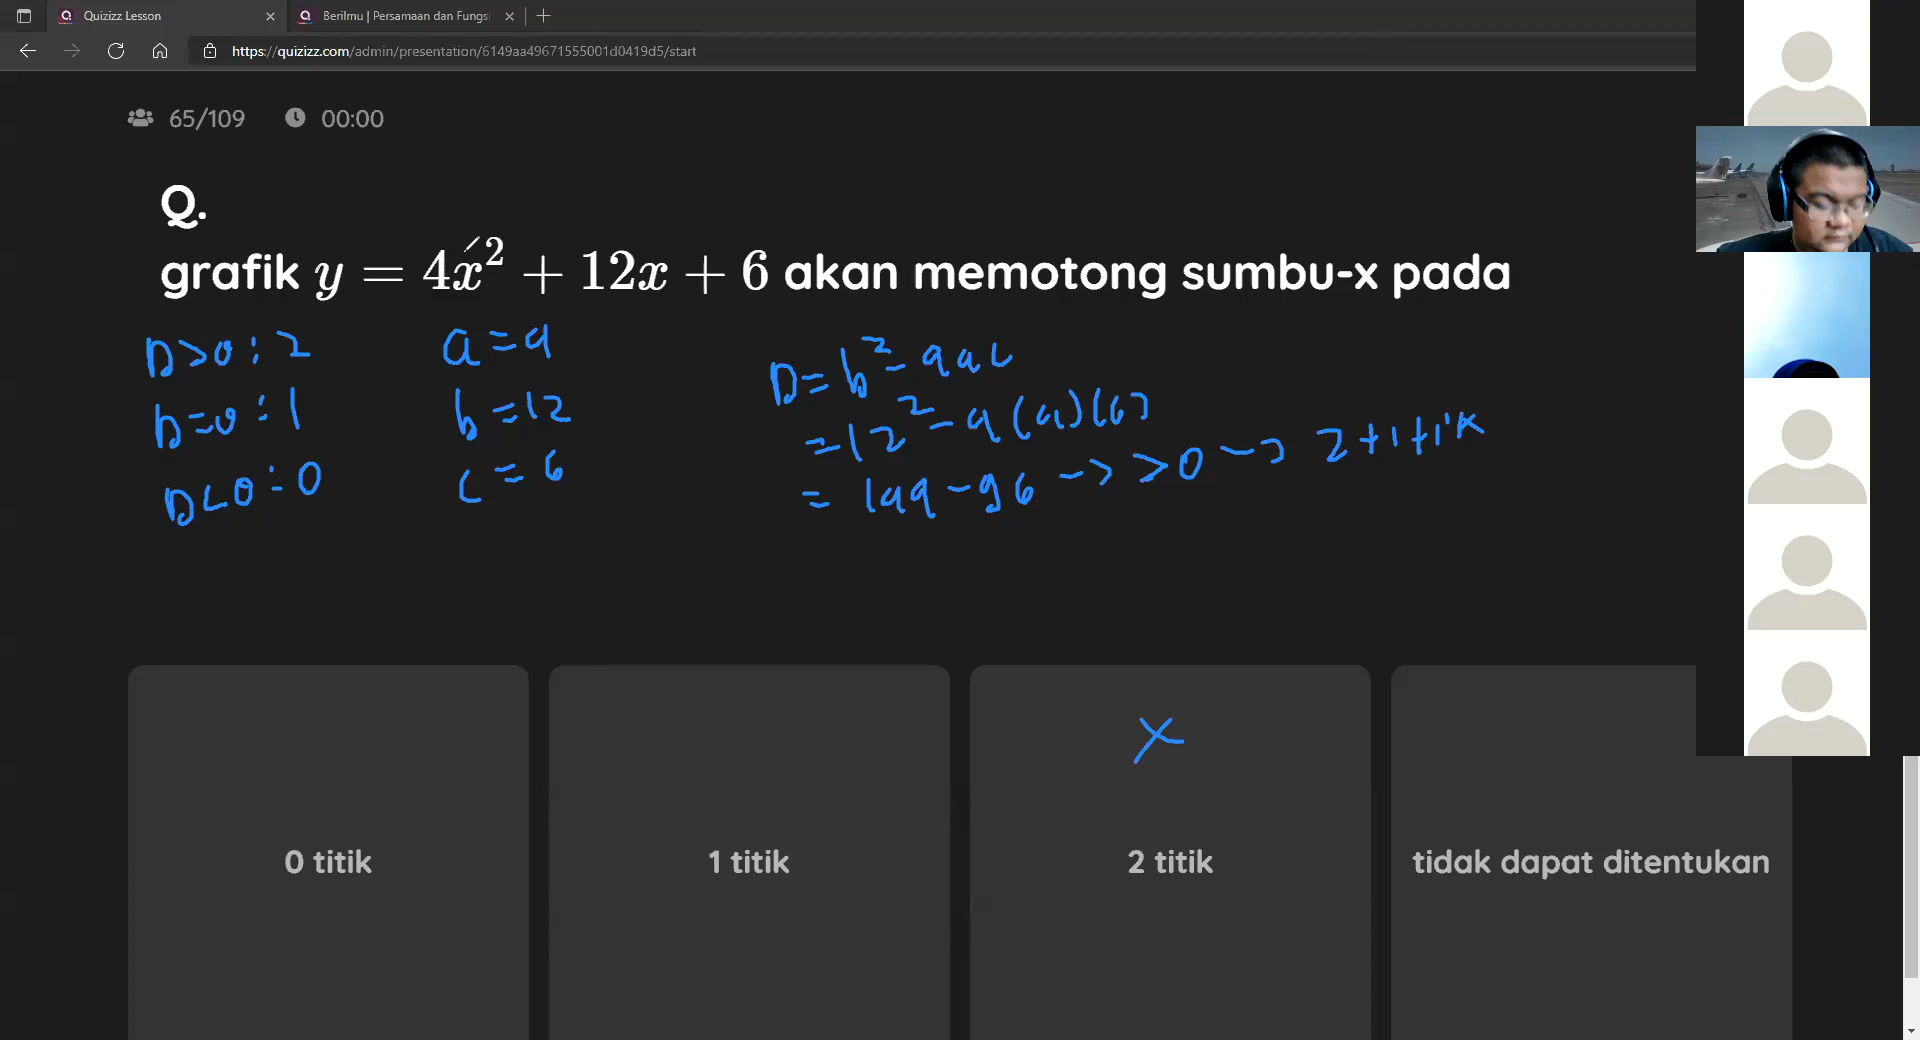 Quizizz Lesson
Berilmu | Persamaan dan Fungsi
https://quizizz.com/admin/presentation/6149aa49671555001d0419d5/start
65/109 00:00
Q.
grafik y = 4x² + 12x + 6 akan memotong sumbu-x pada
D>0 : 2
D=0 : 1
D<0 : 0
a = 4
b = 12
c = 6
D = b² - 4ac
= 12² - 4(4)(6)
= 144 - 96 → >0 → 2 titik
x
0 titik
1 titik
2 titik
tidak dapat ditentukan